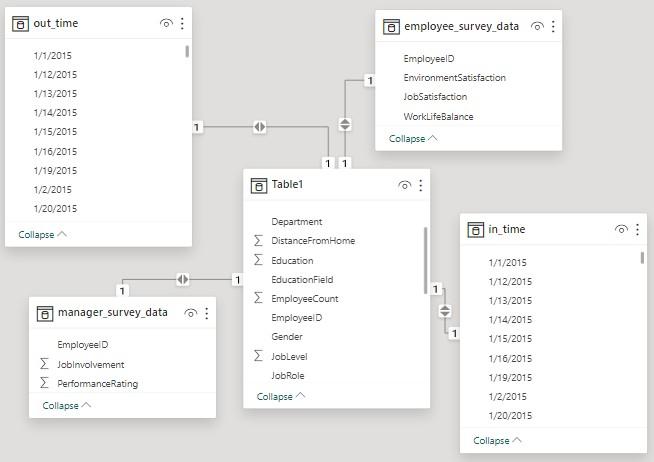 out_time
1/1/2015
1/12/2015
1/13/2015
1/14/2015
1/15/2015
1/16/2015
1/19/2015
1/2/2015
1/20/2015
Collapse
employee_survey_data
EmployeeID
EnvironmentSatisfaction
JobSatisfaction
WorkLifeBalance
Collapse
1
1
1
1
Table1
Department
DistanceFromHome
Education
EducationField
EmployeeCount
EmployeeID
Gender
JobLevel
JobRole
Collapse
in_time
1/1/2015
1/12/2015
1/13/2015
1/14/2015
1/15/2015
1/16/2015
1/19/2015
1/2/2015
1/20/2015
Collapse
1
1
1
1
manager_survey_data
EmployeeID
JobInvolvement
PerformanceRating
Collapse